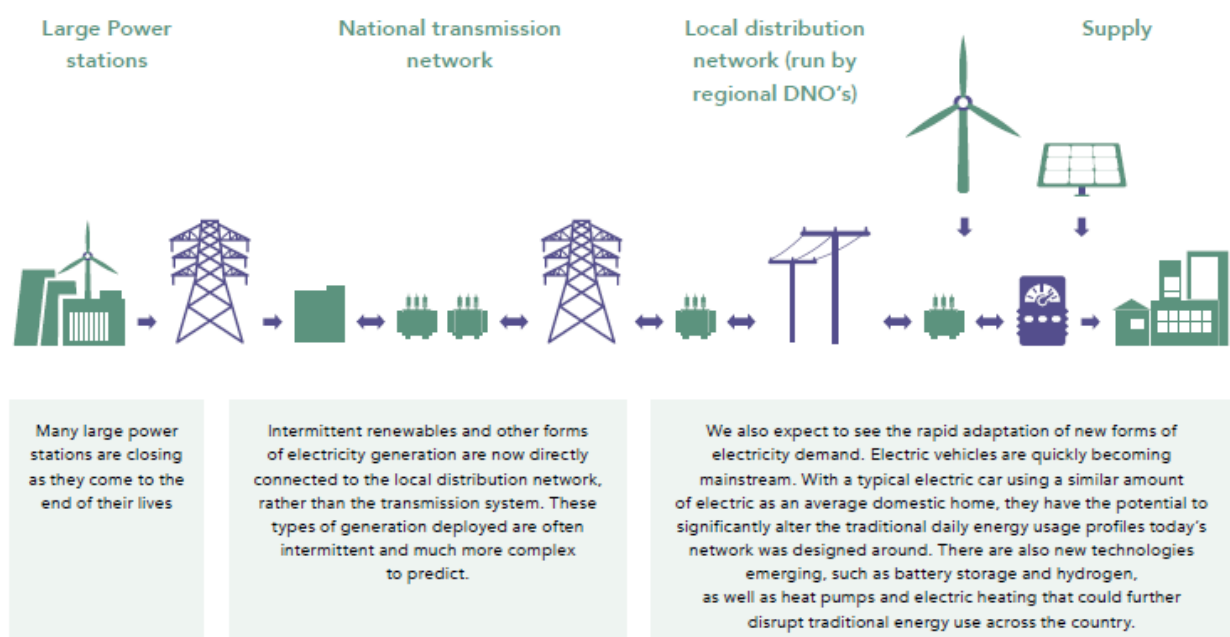 Large Power
stations
National transmission
network
Local distribution
network (run by
regional DNO's)
Supply
Many large power
stations are closing
as they come to the
end of their lives
Intermittent renewables and other forms
of electricity generation are now directly
connected to the local distribution network,
rather than the transmission system. These
types of generation deployed are often
intermittent and much more complex
to predict.
We also expect to see the rapid adaptation of new forms of
electricity demand. Electric vehicles are quickly becoming
mainstream. With a typical electric car using a similar amount
of electric as an average domestic home, they have the potential to
significantly alter the traditional daily energy usage profiles today's
network was designed around. There are also new technologies
emerging, such as battery storage and hydrogen,
as well as heat pumps and electric heating that could further
disrupt traditional energy use across the country.